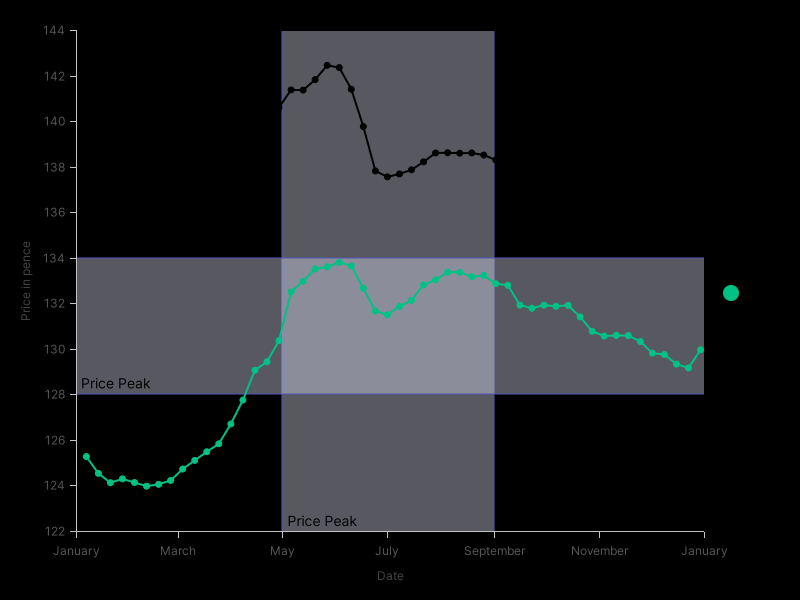 144
142
140
138
136
134
132
130
128
126
124
122
Price in pence
Price Peak
Price Peak
January March May July September November January
Date